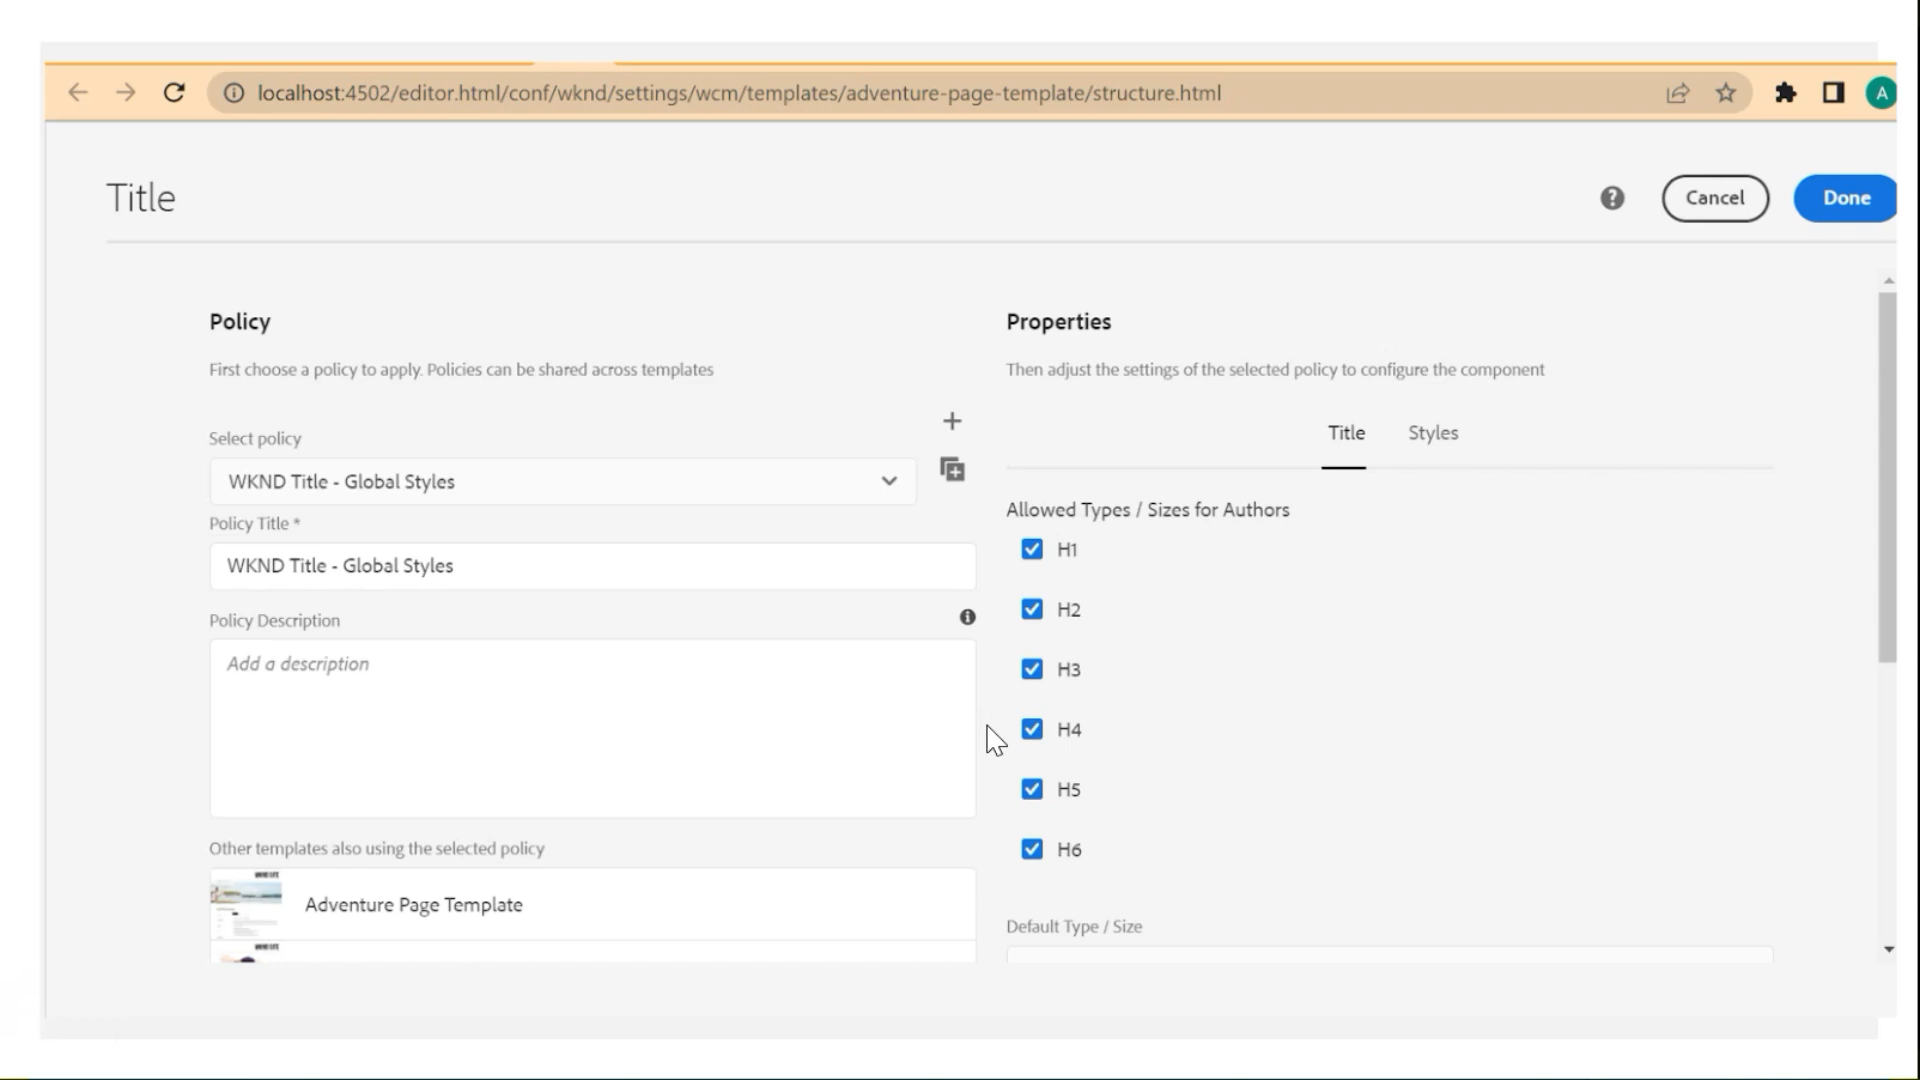 localhost:4502/editor.html/conf/wknd/settings/wcm/templates/adventure-page-template/structure.html
A
Title
Cancel
Done
Policy
First choose a policy to apply. Policies can be shared across templates
Select policy
WKND Title - Global Styles
Policy Title *
WKND Title - Global Styles
Policy Description
Add a description
Other templates also using the selected policy
Adventure Page Template
Properties
Then adjust the settings of the selected policy to configure the component
Title
Styles
Allowed Types / Sizes for Authors
H1
H2
H3
H4
H5
H6
Default Type / Size